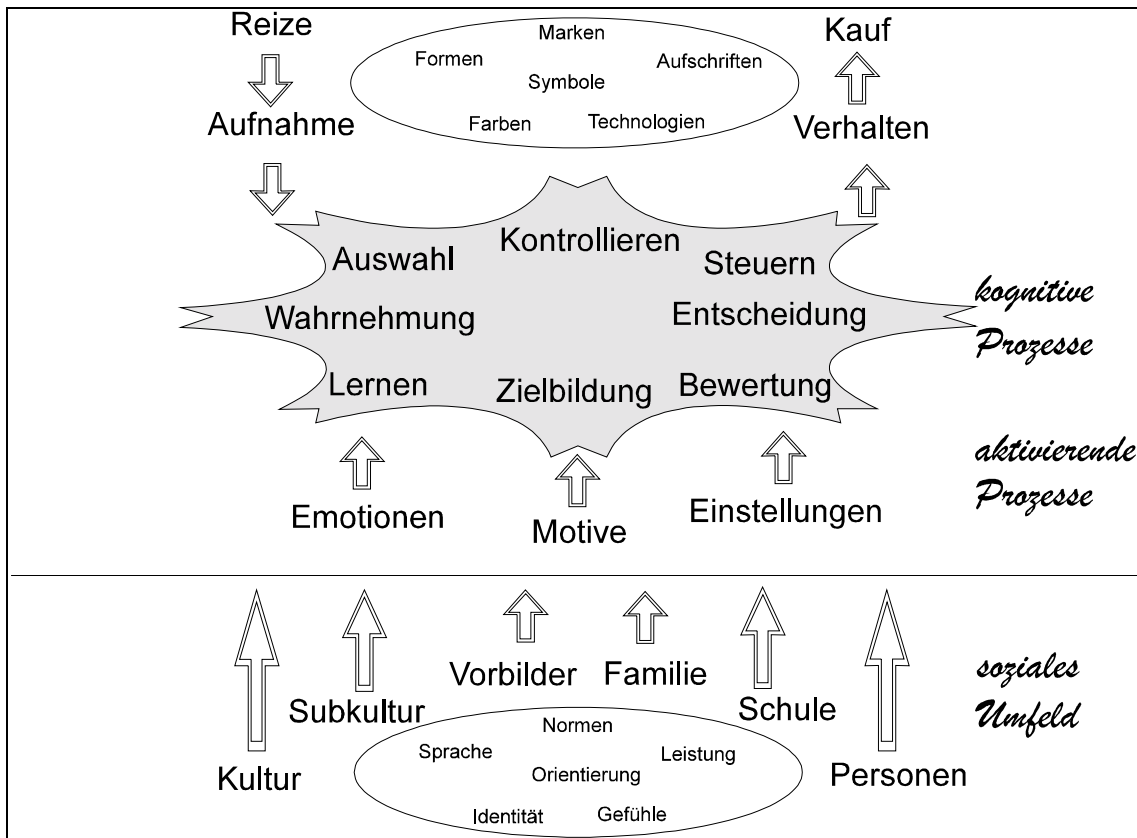 Reize
Marken
Kauf
Formen
Aufschriften
Symbole
Aufnahme
Farben
Technologien
Verhalten
Kontrollieren
Auswahl
Steuern
Wahrnehmung
Entscheidung
kognitive
Prozesse
Lernen
Zielbildung
Bewertung
aktivierende
Prozesse
Emotionen
Motive
Einstellungen
Vorbilder
Familie
soziales
Umfeld
Subkultur
Schule
Normen
Sprache
Leistung
Orientierung
Kultur
Personen
Identität
Gefühle